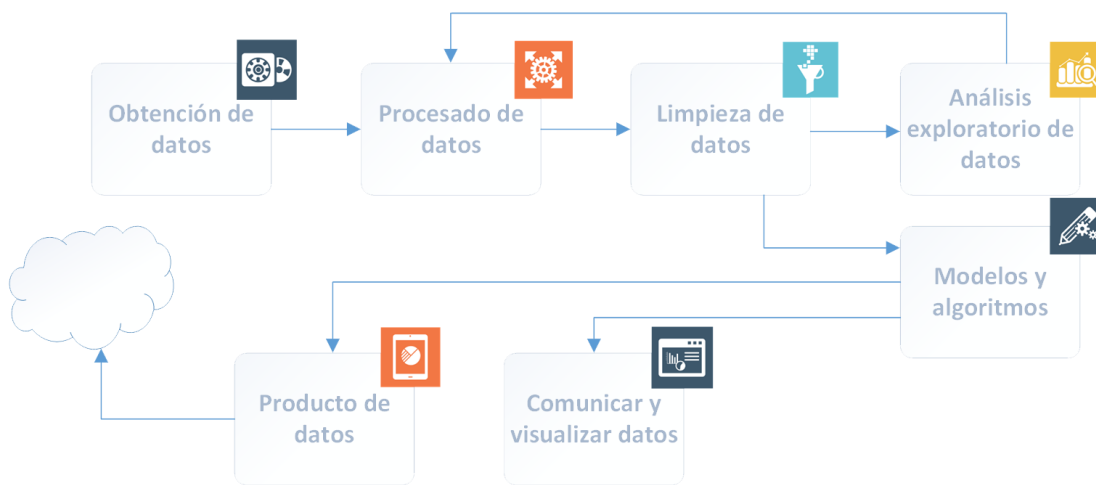 Obtención de
datos
Procesado de
datos
Limpieza de
datos
Análisis
exploratorio de
datos
Modelos y
algoritmos
Producto de
datos
Comunicar y
visualizar datos